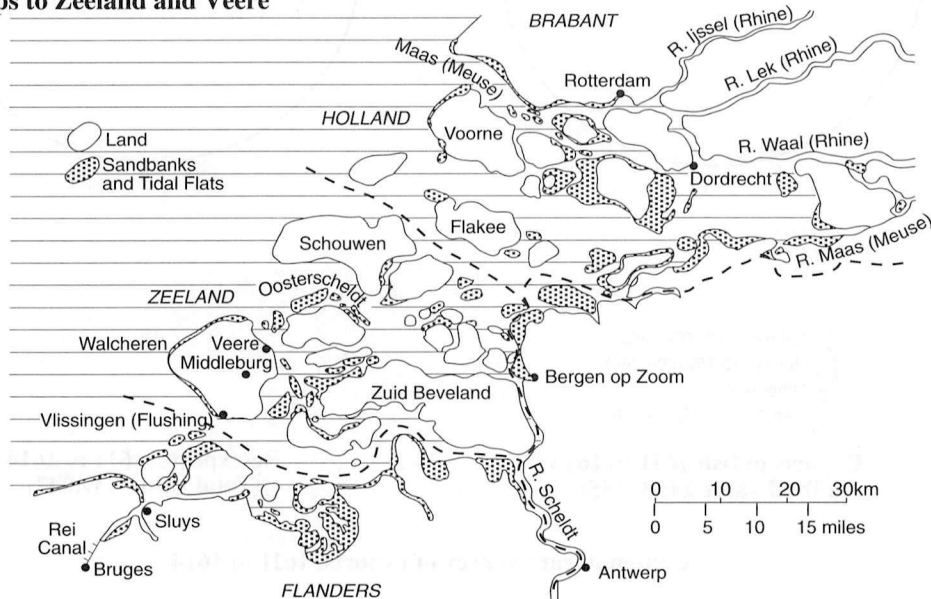 ps to Zeeland and Veere
BRABANT
R. Ijssel (Rhine)
Maas (Meuse)
R. Lek (Rhine)
Rotterdam
HOLLAND
Voorne
Land
R. Waal (Rhine)
Sandbanks
and Tidal Flats
Dordrecht
Flakee
R. Maas (Meuse)
Schouwen
Oosterscheldt
ZEELAND
Walcheren
Veere
Middleburg
Bergen op Zoom
Zuid Beveland
Vlissingen (Flushing)
R. Scheldt
0 10 20 30km
0 5 10 15 miles
Sluys
Rei
Canal
Bruges
Antwerp
FLANDERS